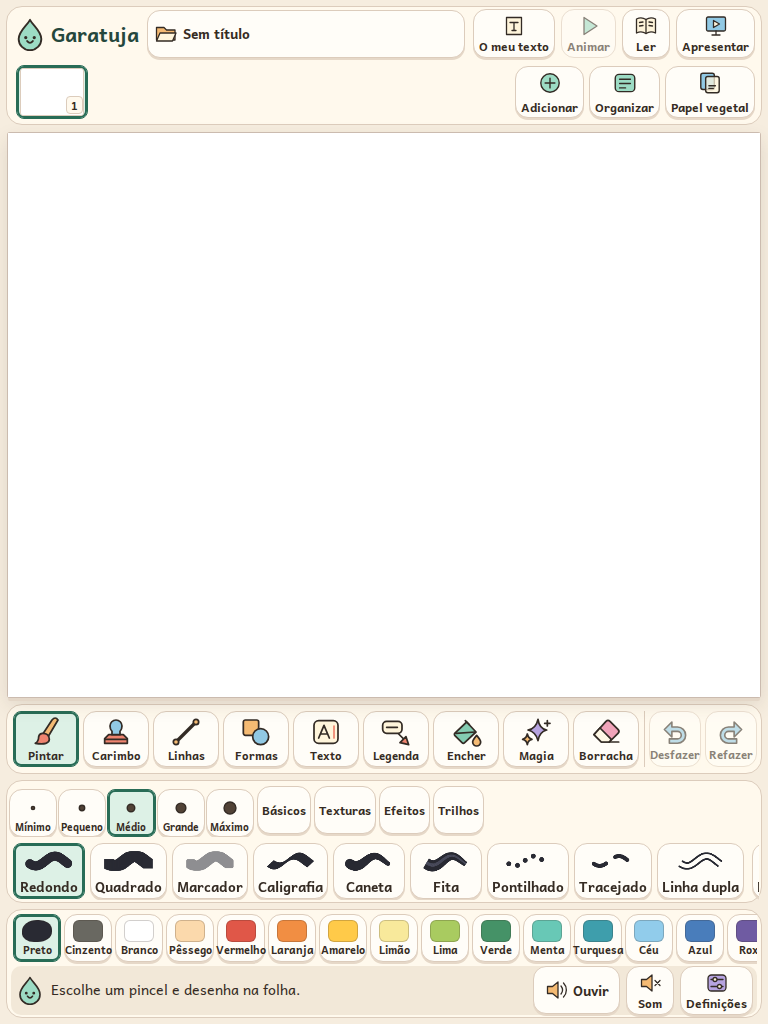 Garatuja
Sem título
O meu texto
Animar
Ler
Apresentar
1
Adicionar
Organizar
Papel vegetal
Pintar
Carimbo
Linhas
Formas
Texto
Legenda
Encher
Magia
Borracha
Desfazer
Refazer
Mínimo
Pequeno
Médio
Grande
Máximo
Básicos
Texturas
Efeitos
Trilhos
Redondo
Quadrado
Marcador
Caligrafia
Caneta
Fita
Pontilhado
Tracejado
Linha dupla
Preto
Cinzento
Branco
Pêssego
Vermelho
Laranja
Amarelo
Limão
Lima
Verde
Menta
Turquesa
Céu
Azul
Rox
Escolhe um pincel e desenha na folha.
Ouvir
Som
Definições